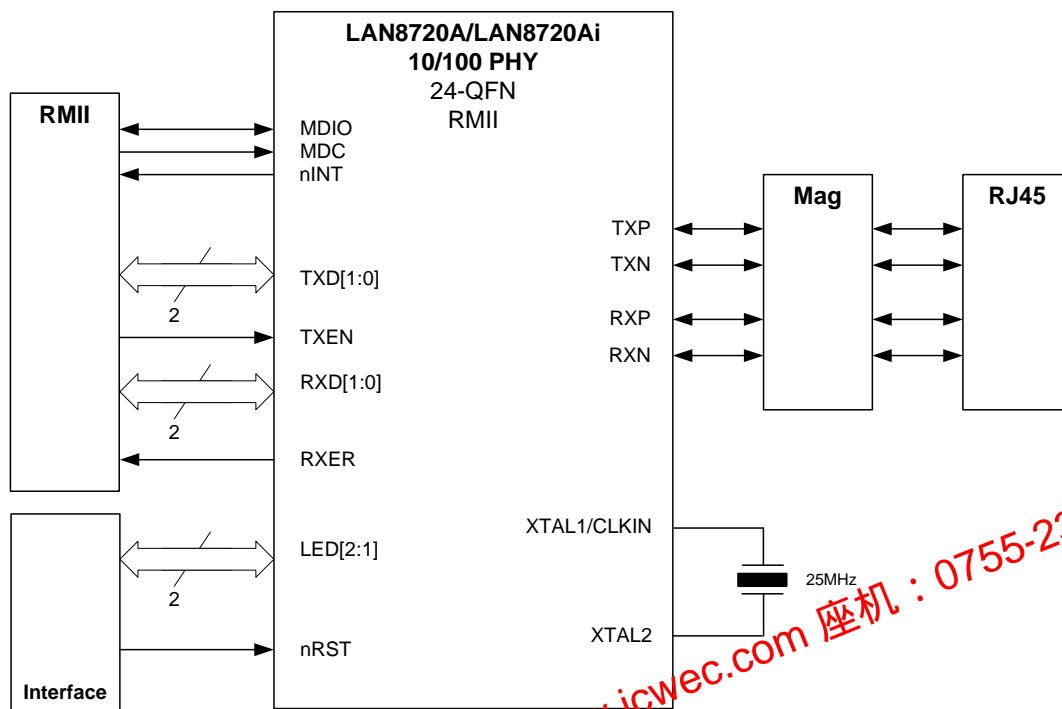 LAN8720A/LAN8720Ai
10/100 PHY
24-QFN
RMII
RMII
MDIO
MDC
nINT
TXD[1:0]
2
TXEN
RXD[1:0]
2
RXER
LED[2:1]
2
nRST
Interface
TXP
TXN
RXP
RXN
Mag
RJ45
XTAL1/CLKIN
25MHz
XTAL2
.icwec.com 座机：0755-23